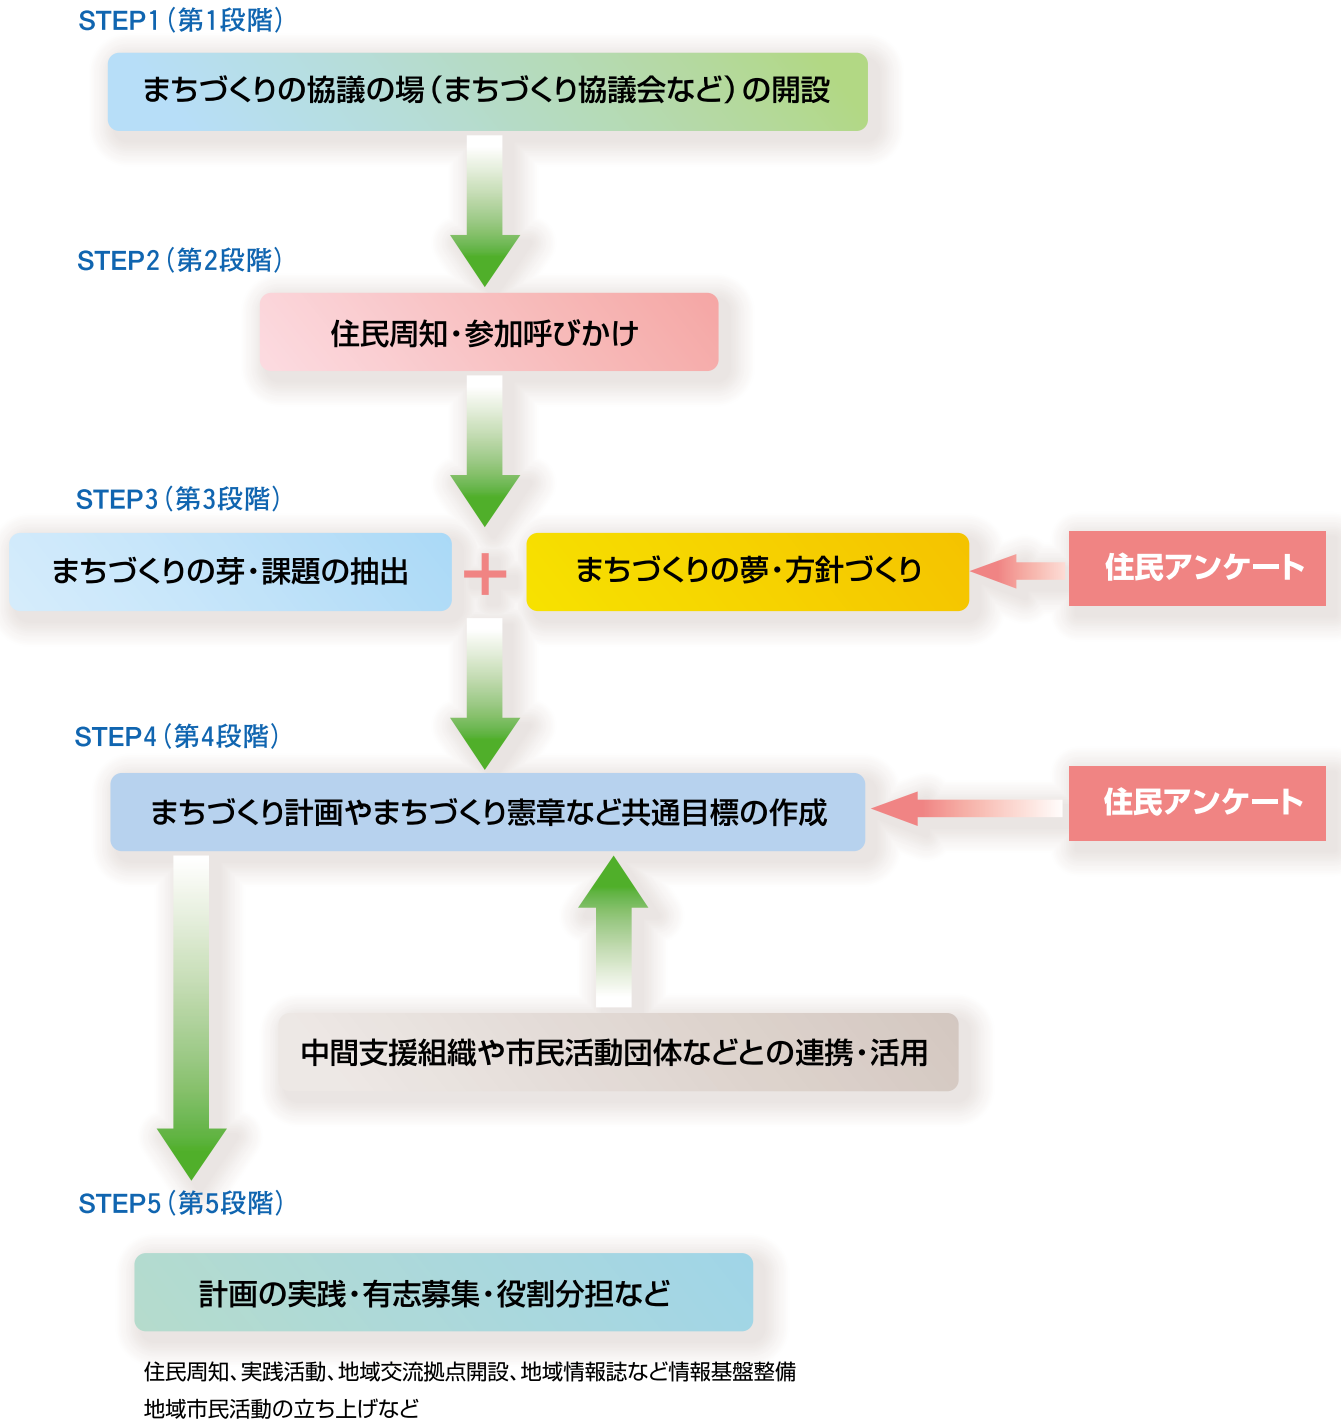 STEP1（第1段階）
まちづくりの協議の場（まちづくり協議会など）の開設
STEP2（第2段階）
住民周知・参加呼びかけ
STEP3（第3段階）
まちづくりの芽・課題の抽出
+
まちづくりの夢・方針づくり
住民アンケート
STEP4（第4段階）
まちづくり計画やまちづくり憲章など共通目標の作成
住民アンケート
中間支援組織や市民活動団体などとの連携・活用
STEP5（第5段階）
計画の実践・有志募集・役割分担など
住民周知、実践活動、地域交流拠点開設、地域情報誌など情報基盤整備
地域市民活動の立ち上げなど